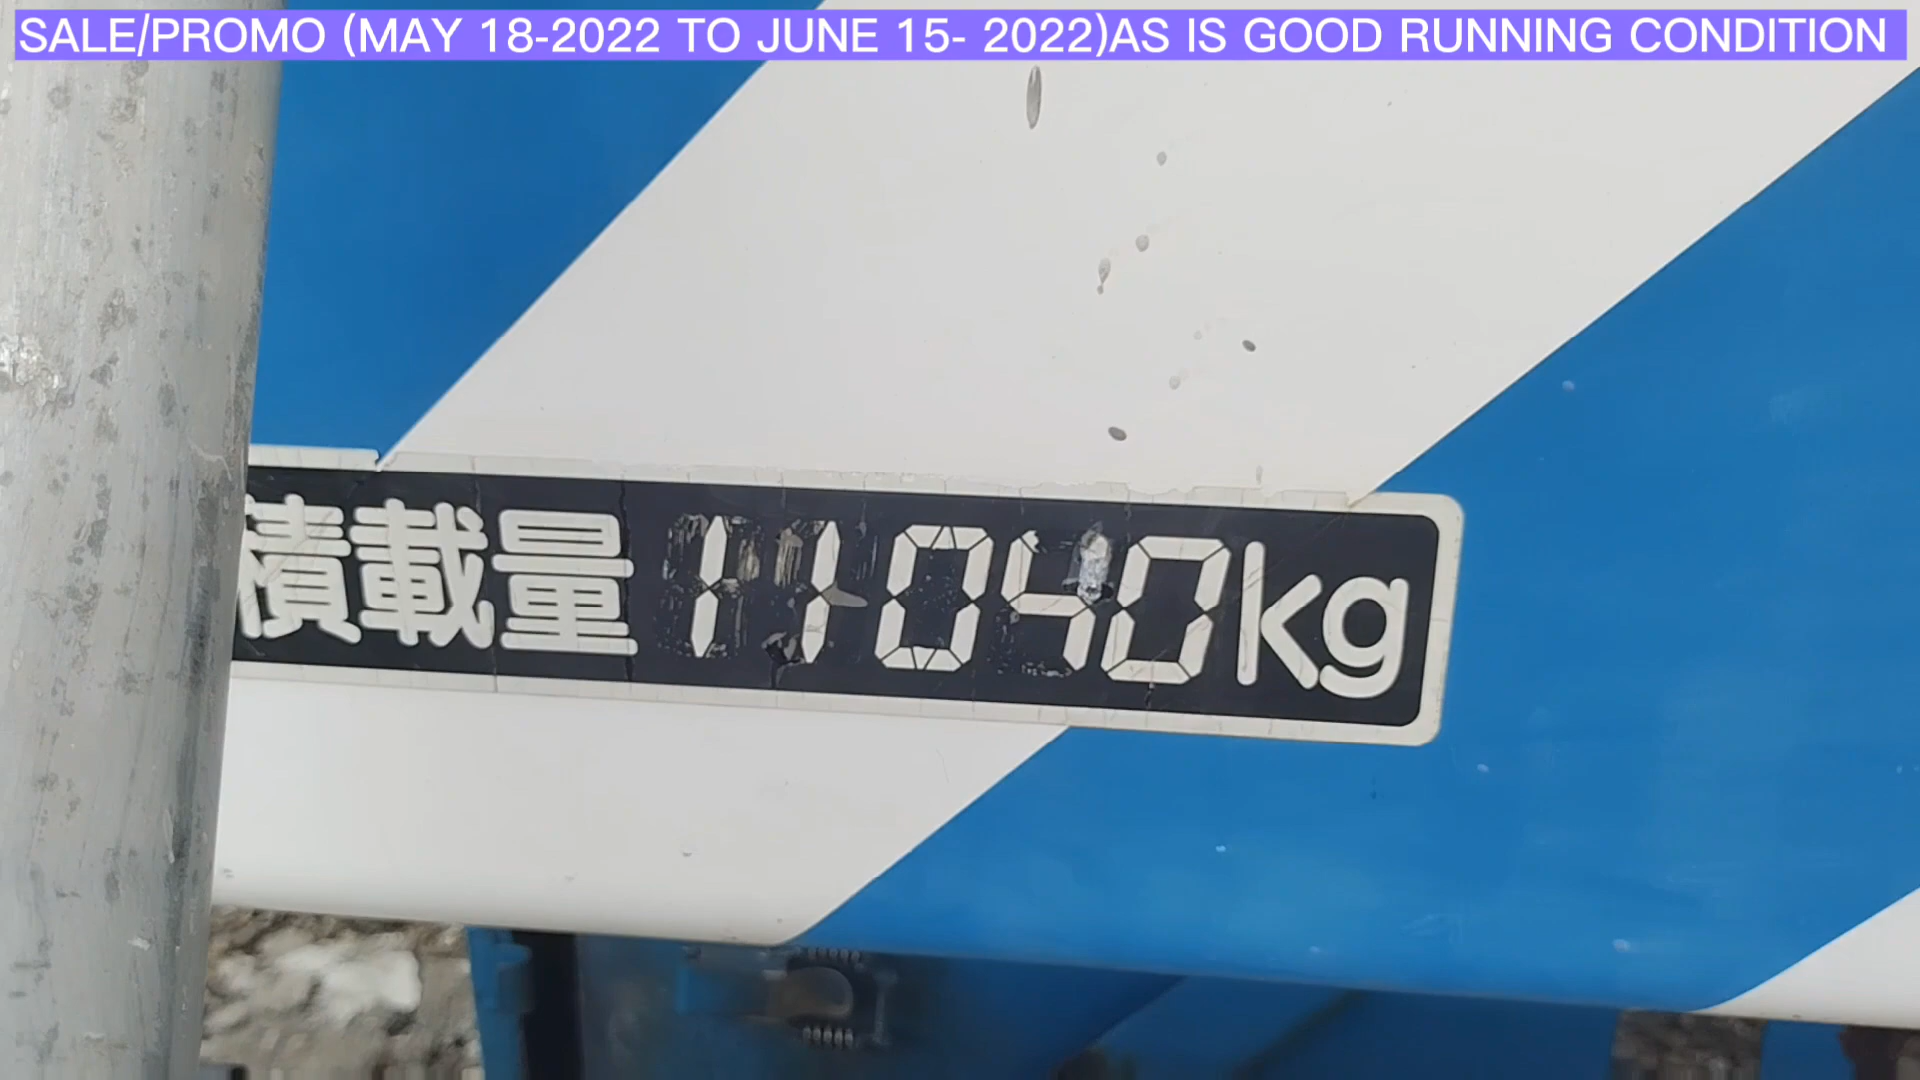 SALE/PROMO (MAY 18-2022 TO JUNE 15- 2022)AS IS GOOD RUNNING CONDITION
積載量 11040kg